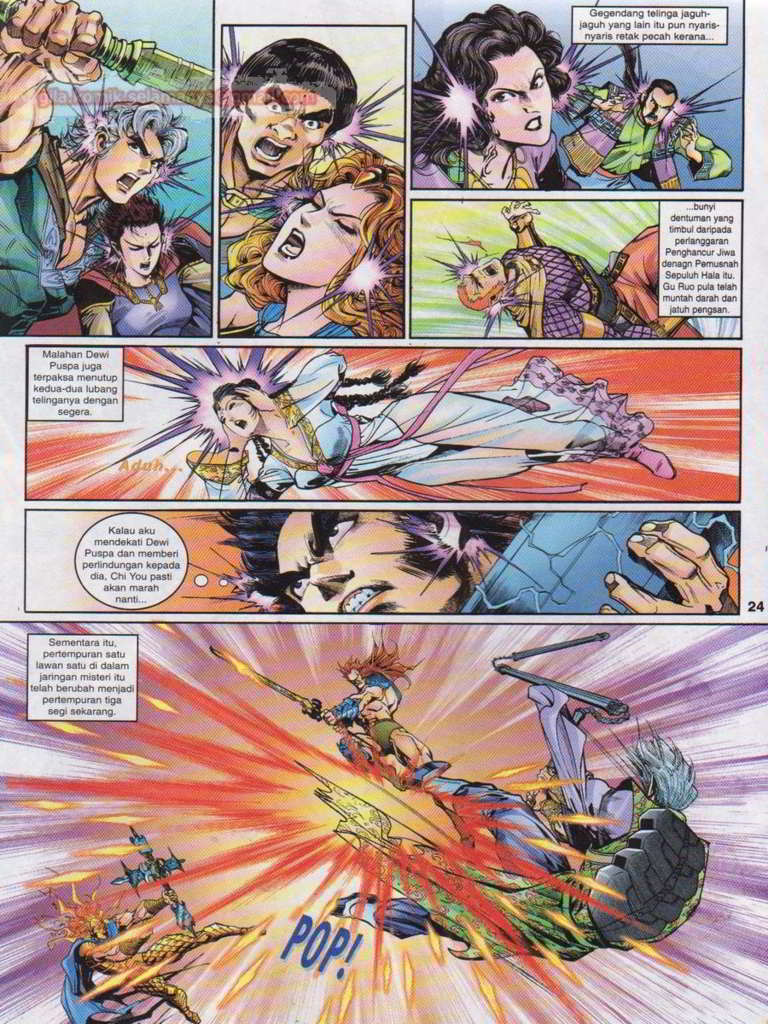 Gegendang telinga jaguh-
jaguh yang lain itu pun nyaris-
nyaris retak pecah kerana...
...bunyi
dentuman yang
timbul daripada
perlanggaran
Penghancur Jiwa
denagn Pemusnah
Sepuluh Hala itu.
Gu Ruo pula telah
muntah darah dan
jatuh pengsan.
Malahan Dewi
Puspa juga
terpaksa menutup
kedua-dua lubang
telinganya dengan
segera.
Aduh...
Kalau aku
mendekati Dewi
Puspa dan memberi
perlindungan kepada
dia, Chi You pasti
akan marah
nanti...
24
Sementara itu,
pertempuran satu
lawan satu di dalam
jaringan misteri itu
telah berubah menjadi
pertempuran tiga
segi sekarang.
POP!